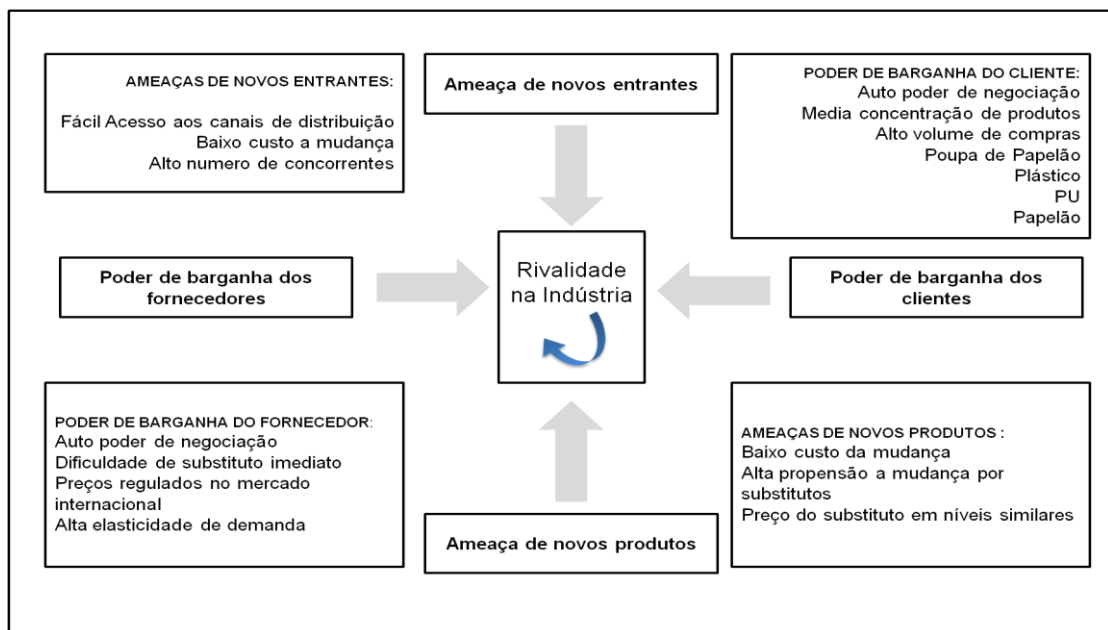 AMEAÇAS DE NOVOS ENTRANTES:
Fácil Acesso aos canais de distribuição
Baixo custo a mudança
Alto numero de concorrentes
Ameaça de novos entrantes
PODER DE BARGANHA DO CLIENTE:
Auto poder de negociação
Media concentração de produtos
Alto volume de compras
Poupa de Papelão
Plástico
PU
Papelão
Poder de barganha dos
fornecedores
Rivalidade
na Indústria
Poder de barganha dos
clientes
PODER DE BARGANHA DO FORNECEDOR:
Auto poder de negociação
Dificuldade de substituto imediato
Preços regulados no mercado
internacional
Alta elasticidade de demanda
Ameaça de novos produtos
AMEAÇAS DE NOVOS PRODUTOS :
Baixo custo da mudança
Alta propensão a mudança por
substitutos
Preço do substituto em níveis similares